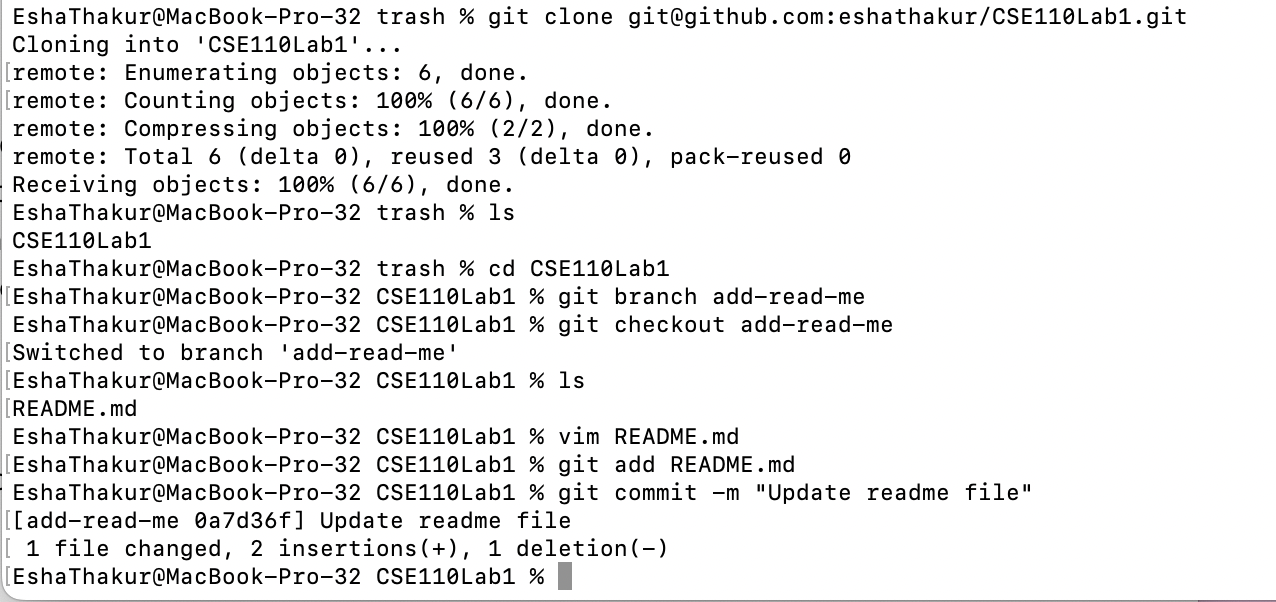 EshaThakur@MacBook-Pro-32 trash % git clone git@github.com:eshathakur/CSE110Lab1.git
Cloning into 'CSE110Lab1'...
[remote: Enumerating objects: 6, done.
[remote: Counting objects: 100% (6/6), done.
remote: Compressing objects: 100% (2/2), done.
remote: Total 6 (delta 0), reused 3 (delta 0), pack-reused 0
Receiving objects: 100% (6/6), done.
EshaThakur@MacBook-Pro-32 trash % ls
CSE110Lab1
EshaThakur@MacBook-Pro-32 trash % cd CSE110Lab1
[EshaThakur@MacBook-Pro-32 CSE110Lab1 % git branch add-read-me
EshaThakur@MacBook-Pro-32 CSE110Lab1 % git checkout add-read-me
[Switched to branch 'add-read-me'
[EshaThakur@MacBook-Pro-32 CSE110Lab1 % ls
[README.md
EshaThakur@MacBook-Pro-32 CSE110Lab1 % vim README.md
[EshaThakur@MacBook-Pro-32 CSE110Lab1 % git add README.md
EshaThakur@MacBook-Pro-32 CSE110Lab1 % git commit -m "Update readme file"
[[add-read-me 0a7d36f] Update readme file
[ 1 file changed, 2 insertions(+), 1 deletion(-)
[EshaThakur@MacBook-Pro-32 CSE110Lab1 %